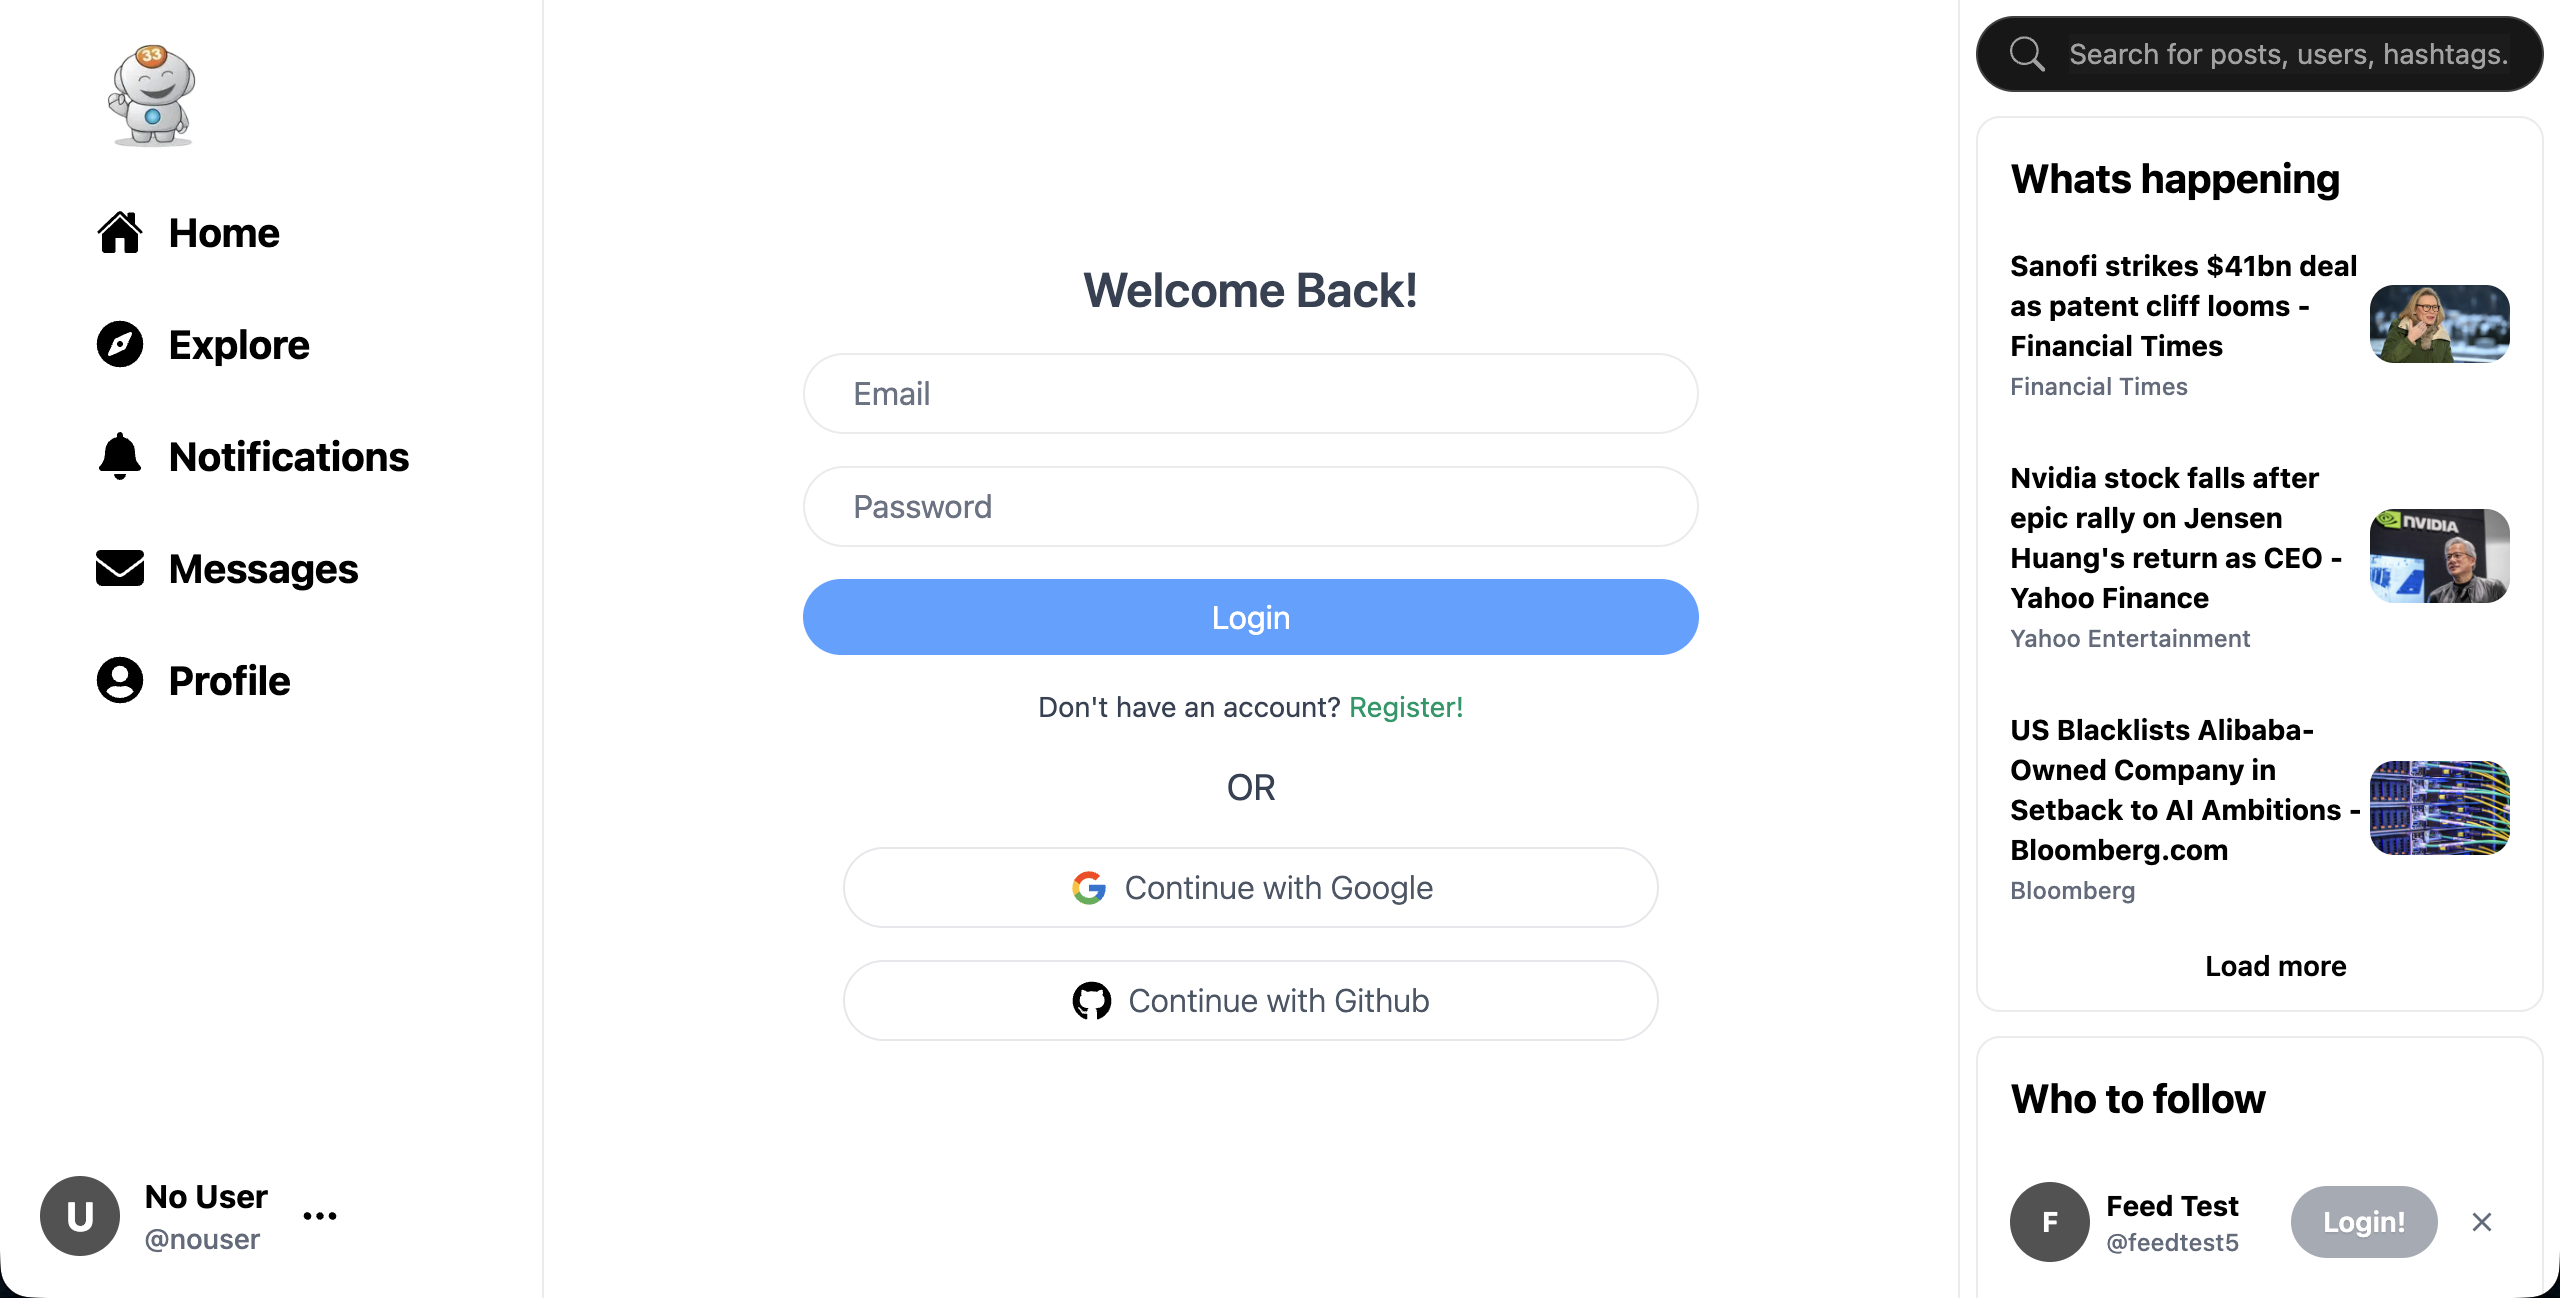 33
Home
Explore
Notifications
Messages
Profile
U
No User
@nouser
Welcome Back!
Email
Password
Login
Don't have an account? Register!
OR
Continue with Google
Continue with Github
Search for posts, users, hashtags.
Whats happening
Sanofi strikes $41bn deal
as patent cliff looms -
Financial Times
Financial Times
Nvidia stock falls after
epic rally on Jensen
Huang's return as CEO -
Yahoo Finance
Yahoo Entertainment
NVIDIA
US Blacklists Alibaba-
Owned Company in
Setback to AI Ambitions -
Bloomberg.com
Bloomberg
Load more
Who to follow
F
Feed Test
@feedtest5
Login!